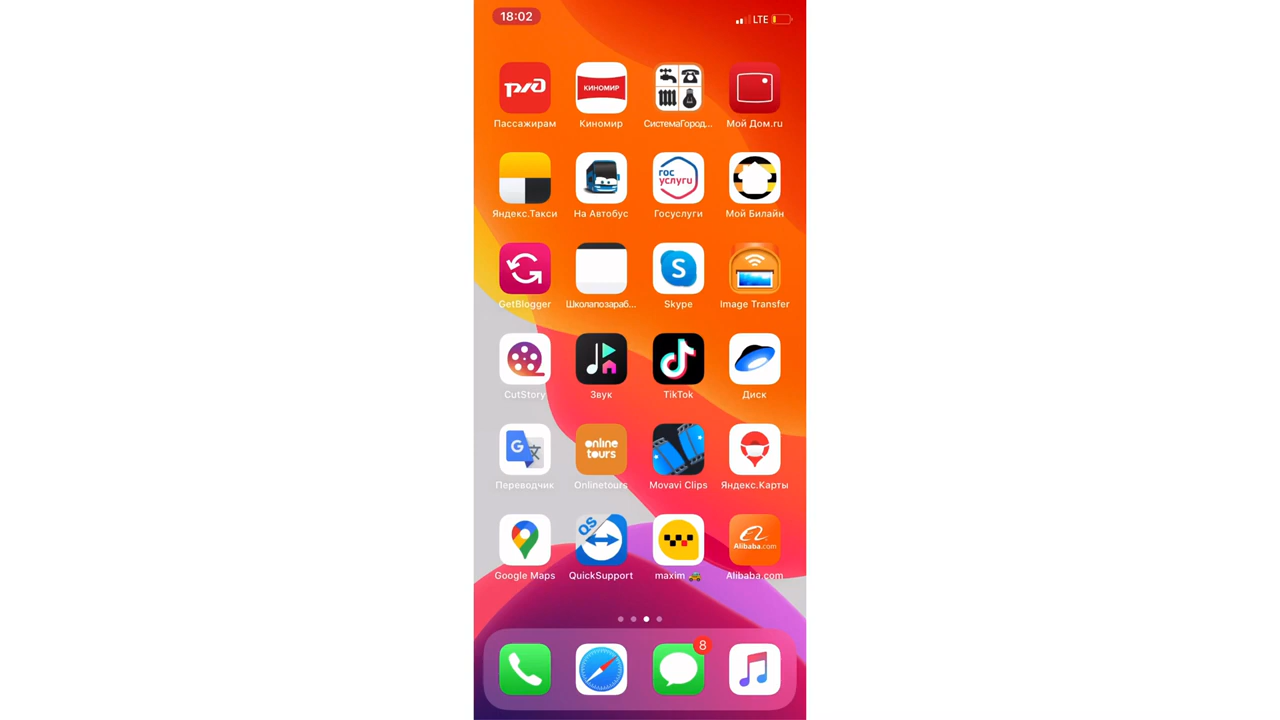 18:02
LTE
ржд
КИНОМИР
Пассажирам
Киномир
СистемаГород...
Мой Дом.ru
гос
услуги
Яндекс.Такси
На Автобус
Госуслуги
Мой Билайн
S
GetBlogger
Школапозараб...
Skype
Image Transfer
CutStory
Звук
TikTok
Диск
G
文
online
tours
Переводчик
Onlinetours
Movavi Clips
Яндекс.Карты
QS
Alibaba.com
Google Maps
QuickSupport
maxim 🚕
Alibaba.com
8